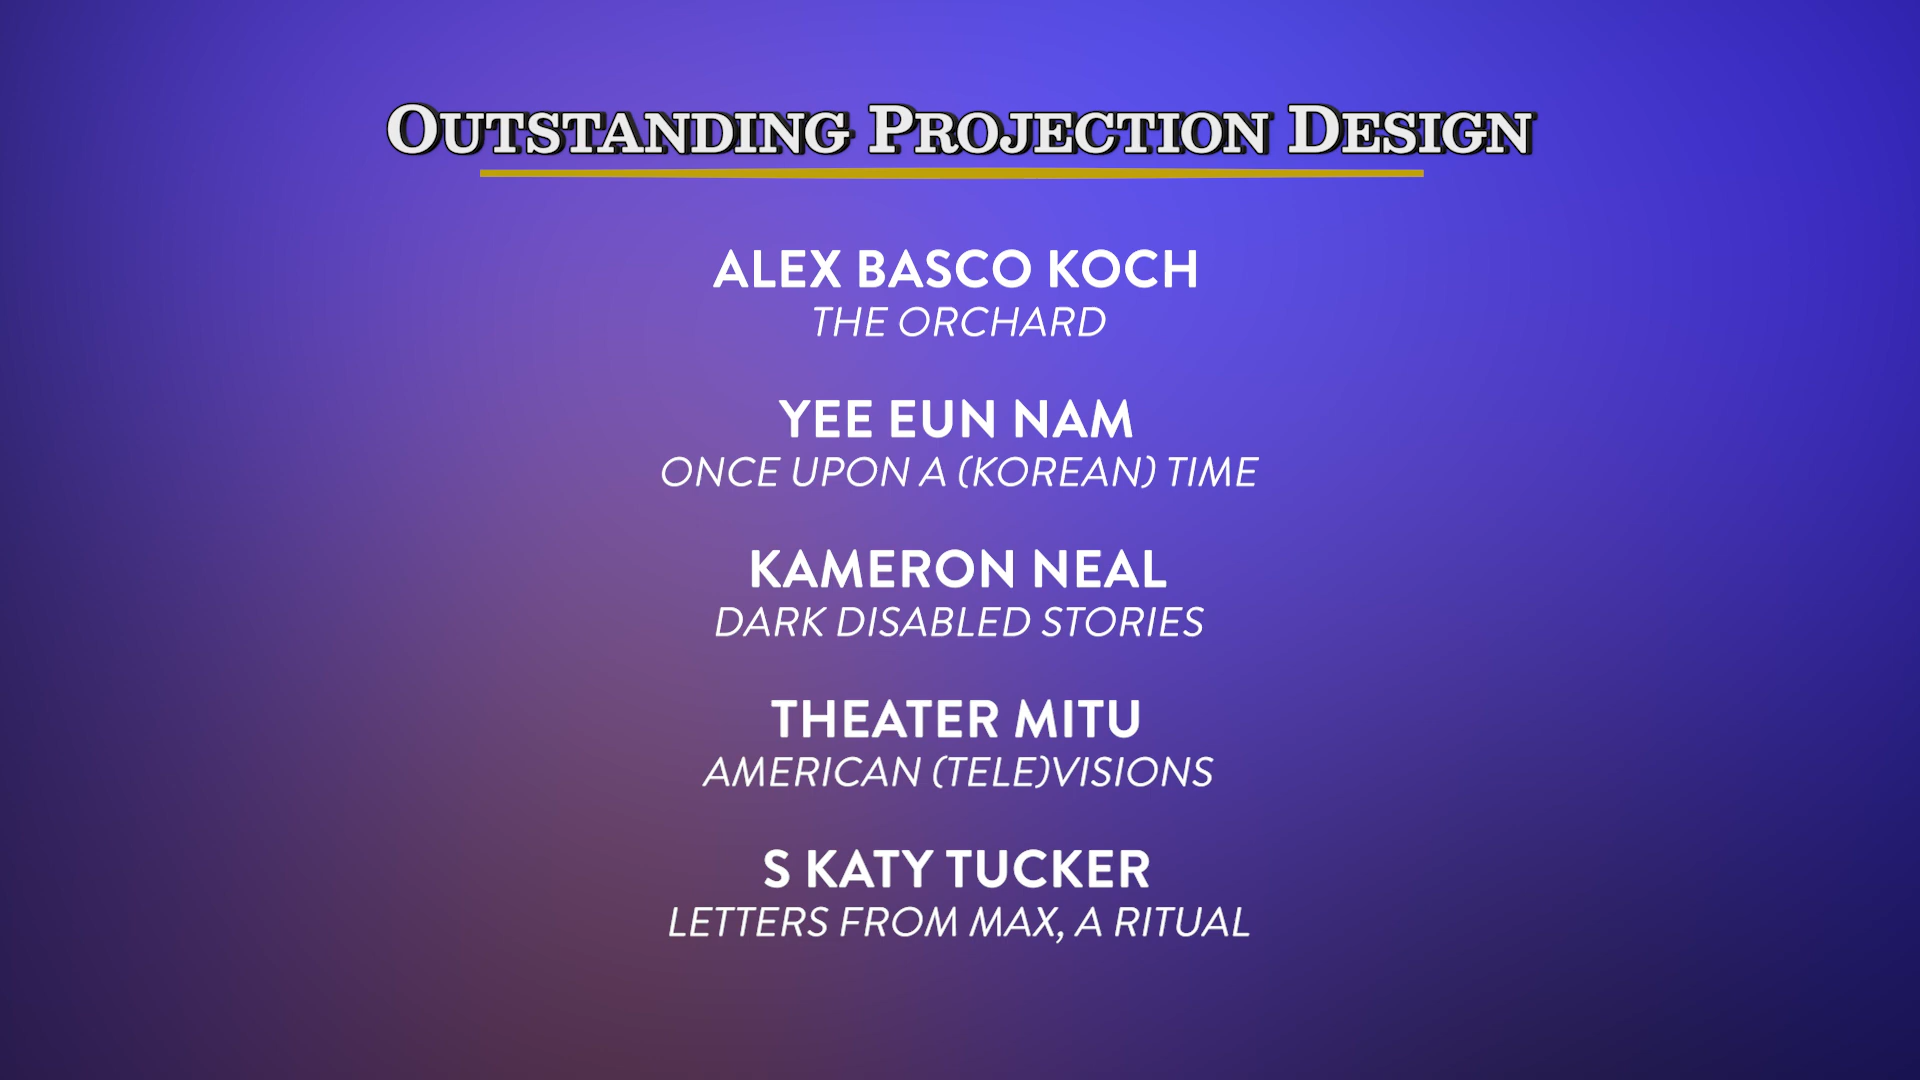 Outstanding Projection Design
ALEX BASCO KOCH
THE ORCHARD
YEE EUN NAM
ONCE UPON A (KOREAN) TIME
KAMERON NEAL
DARK DISABLED STORIES
THEATER MITU
AMERICAN (TELE)VISIONS
S KATY TUCKER
LETTERS FROM MAX, A RITUAL